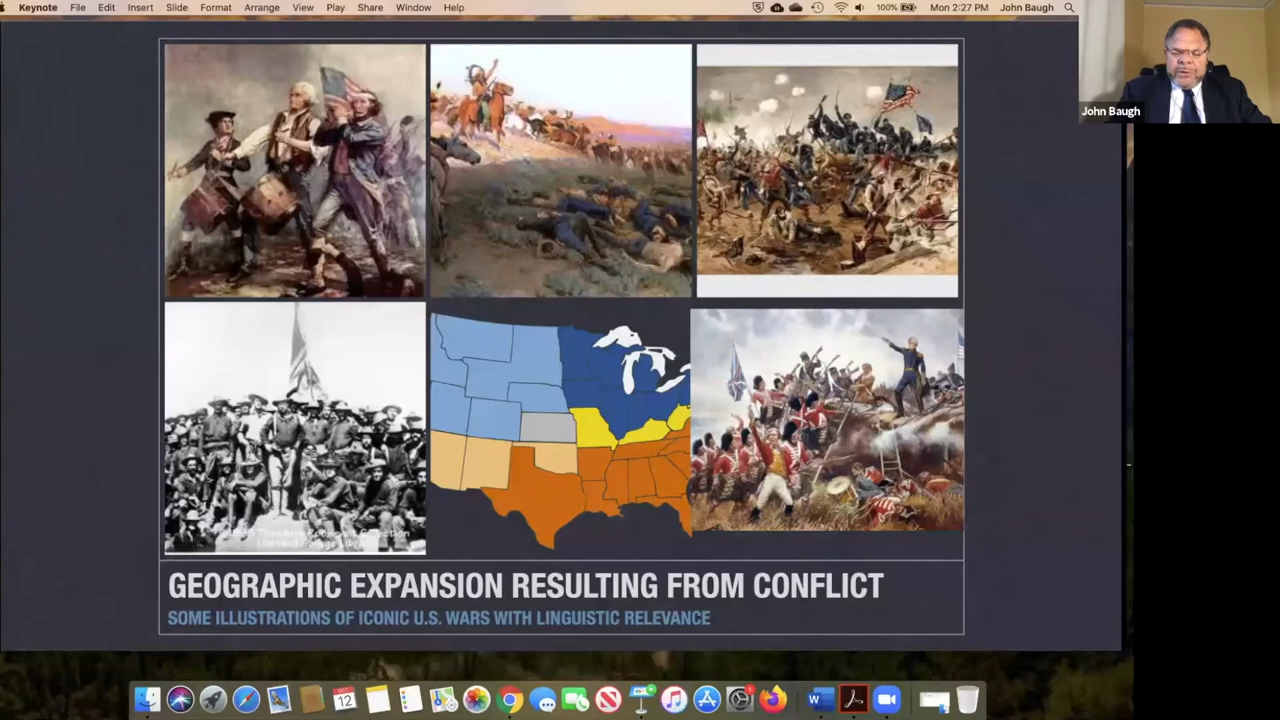 Keynote File Edit Insert Slide Format Arrange View Play Share Window Help 100% Mon 2:27 PM John Baugh
John Baugh
GEOGRAPHIC EXPANSION RESULTING FROM CONFLICT
SOME ILLUSTRATIONS OF ICONIC U.S. WARS WITH LINGUISTIC RELEVANCE
12